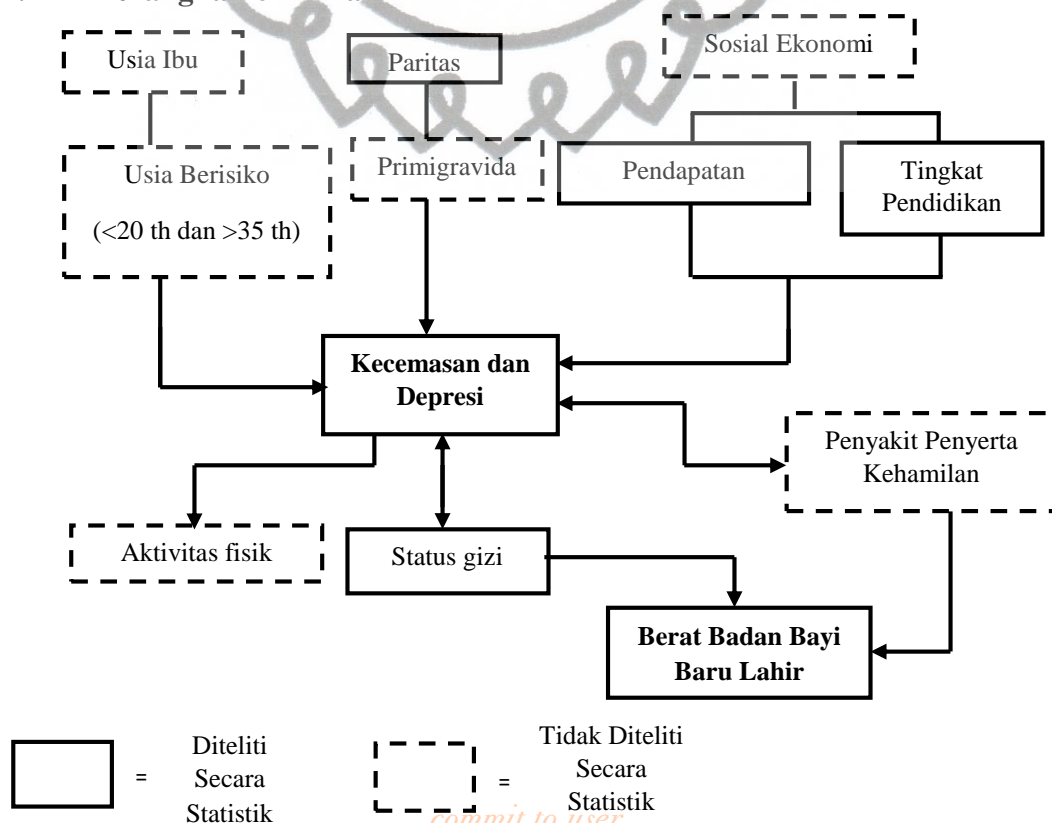 Usia Ibu
Paritas
Sosial Ekonomi
Usia Berisiko
(<20 th dan >35 th)
Primigravida
Pendapatan
Tingkat
Pendidikan
Kecemasan dan
Depresi
Penyakit Penyerta
Kehamilan
Aktivitas fisik
Status gizi
Berat Badan Bayi
Baru Lahir
=
Diteliti
Secara
Statistik
=
Tidak Diteliti
Secara
Statistik
commit to user